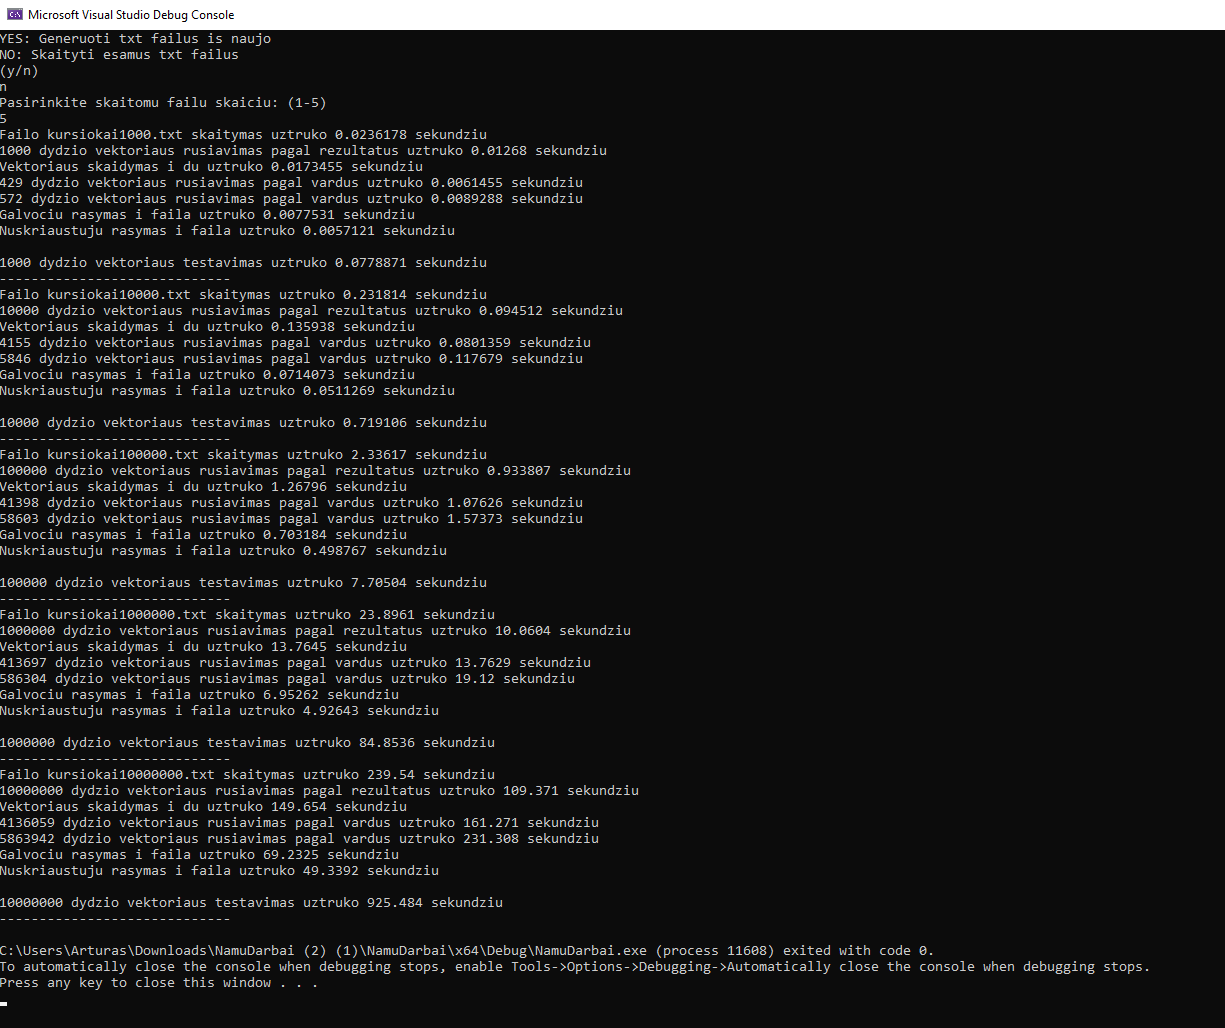 Microsoft Visual Studio Debug Console
YES: Generuoti txt failus is naujo
NO: Skaityti esamus txt failus
(y/n)
n
Pasirinkite skaitomu failu skaiciu: (1-5)
5
Failo kursiokai1000.txt skaitymas uztruko 0.0236178 sekundziu
1000 dydzio vektoriaus rusiavimas pagal rezultatus uztruko 0.01268 sekundziu
Vektoriaus skaidymas i du uztruko 0.0173455 sekundziu
429 dydzio vektoriaus rusiavimas pagal vardus uztruko 0.0061455 sekundziu
572 dydzio vektoriaus rusiavimas pagal vardus uztruko 0.0089288 sekundziu
Galvociu rasymas i faila uztruko 0.0077531 sekundziu
Nuskriaustuju rasymas i faila uztruko 0.0057121 sekundziu

1000 dydzio vektoriaus testavimas uztruko 0.0778871 sekundziu
-----------------------------
Failo kursiokai10000.txt skaitymas uztruko 0.231814 sekundziu
10000 dydzio vektoriaus rusiavimas pagal rezultatus uztruko 0.094512 sekundziu
Vektoriaus skaidymas i du uztruko 0.135938 sekundziu
4155 dydzio vektoriaus rusiavimas pagal vardus uztruko 0.0801359 sekundziu
5846 dydzio vektoriaus rusiavimas pagal vardus uztruko 0.117679 sekundziu
Galvociu rasymas i faila uztruko 0.0714073 sekundziu
Nuskriaustuju rasymas i faila uztruko 0.0511269 sekundziu

10000 dydzio vektoriaus testavimas uztruko 0.719106 sekundziu
-----------------------------
Failo kursiokai100000.txt skaitymas uztruko 2.33617 sekundziu
100000 dydzio vektoriaus rusiavimas pagal rezultatus uztruko 0.933807 sekundziu
Vektoriaus skaidymas i du uztruko 1.26796 sekundziu
41398 dydzio vektoriaus rusiavimas pagal vardus uztruko 1.07626 sekundziu
58603 dydzio vektoriaus rusiavimas pagal vardus uztruko 1.57373 sekundziu
Galvociu rasymas i faila uztruko 0.703184 sekundziu
Nuskriaustuju rasymas i faila uztruko 0.498767 sekundziu

100000 dydzio vektoriaus testavimas uztruko 7.70504 sekundziu
-----------------------------
Failo kursiokai1000000.txt skaitymas uztruko 23.8961 sekundziu
1000000 dydzio vektoriaus rusiavimas pagal rezultatus uztruko 10.0604 sekundziu
Vektoriaus skaidymas i du uztruko 13.7645 sekundziu
413697 dydzio vektoriaus rusiavimas pagal vardus uztruko 13.7629 sekundziu
586304 dydzio vektoriaus rusiavimas pagal vardus uztruko 19.12 sekundziu
Galvociu rasymas i faila uztruko 6.95262 sekundziu
Nuskriaustuju rasymas i faila uztruko 4.92643 sekundziu

1000000 dydzio vektoriaus testavimas uztruko 84.8536 sekundziu
-----------------------------
Failo kursiokai10000000.txt skaitymas uztruko 239.54 sekundziu
10000000 dydzio vektoriaus rusiavimas pagal rezultatus uztruko 109.371 sekundziu
Vektoriaus skaidymas i du uztruko 149.654 sekundziu
4136059 dydzio vektoriaus rusiavimas pagal vardus uztruko 161.271 sekundziu
5863942 dydzio vektoriaus rusiavimas pagal vardus uztruko 231.308 sekundziu
Galvociu rasymas i faila uztruko 69.2325 sekundziu
Nuskriaustuju rasymas i faila uztruko 49.3392 sekundziu

10000000 dydzio vektoriaus testavimas uztruko 925.484 sekundziu
-----------------------------

C:\Users\Arturas\Downloads\NamuDarbai (2) (1)\NamuDarbai\x64\Debug\NamuDarbai.exe (process 11608) exited with code 0.
To automatically close the console when debugging stops, enable Tools->Options->Debugging->Automatically close the console when debugging stops.
Press any key to close this window . . .